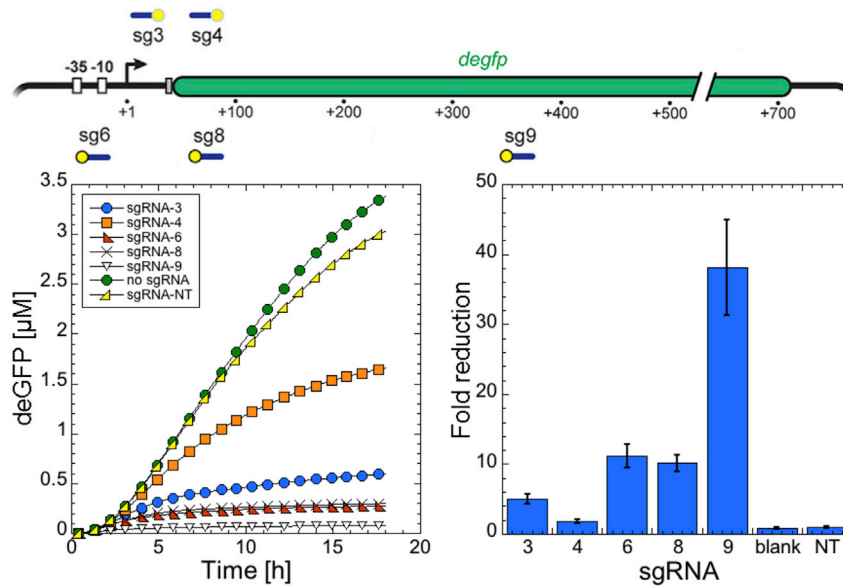 sg3 sg4
-35 -10 degfp
+1 +100 +200 +300 +400 +500 +700
sg6 sg8 sg9
3.5
3
2.5
2
1.5
1
0.5
0
deGFP [µM]
sgRNA-3
sgRNA-4
sgRNA-6
sgRNA-8
sgRNA-9
no sgRNA
sgRNA-NT
0 5 10 15 20
Time [h]
50
40
30
20
10
0
Fold reduction
3 4 6 8 9 blank NT
sgRNA